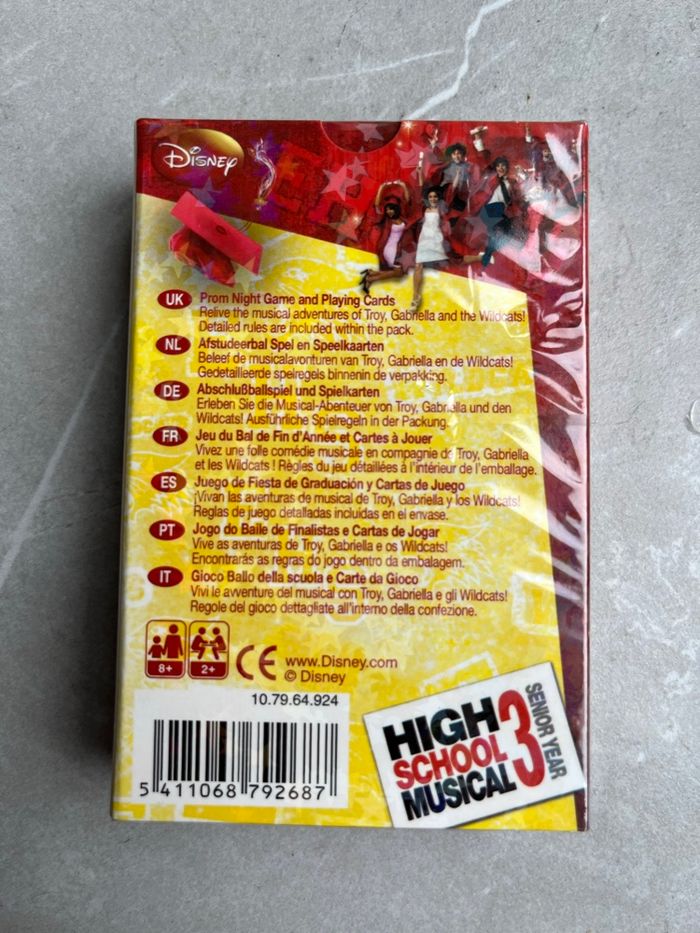 Disney
UK Prom Night Game and Playing Cards
Relive the musical adventures of Troy, Gabriella and the Wildcats!
Detailed rules are included within the pack.
NL Afstudeerbal Spel en Speelkaarten
Beleef de musicalavonturen van Troy, Gabriella en de Wildcats!
Gedetailleerde spelregels binnenin de verpakking.
DE Abschlußballspiel und Spielkarten
Erleben Sie die Musical-Abenteuer von Troy, Gabriella und den
Wildcats! Ausführliche Spielregeln in der Packung.
FR Jeu du Bal de Fin d'Année et Cartes à Jouer
Vivez une folle comédie musicale en compagnie de Troy, Gabriella
et les Wildcats ! Règles du jeu détaillées à l'intérieur de l'emballage.
ES Juego de Fiesta de Graduación y Cartas de Juego
¡Vivan las aventuras de musical de Troy, Gabriella y los Wildcats!
Reglas de juego detalladas incluidas en el envase.
PT Jogo do Baile de Finalistas e Cartas de Jogar
Vive as aventuras de Troy, Gabriella e os Wildcats!
Encontrarás as regras do jogo dentro da embalagem.
IT Gioco Ballo della scuola e Carte da Gioco
Vivi le avventure del musical con Troy, Gabriella e gli Wildcats!
Regole del gioco dettagliate all'interno della confezione.
8+ 2+ CE www.Disney.com
© Disney
10.79.64.924
5 411068 792687
HIGH
SCHOOL
MUSICAL 3
SENIOR YEAR